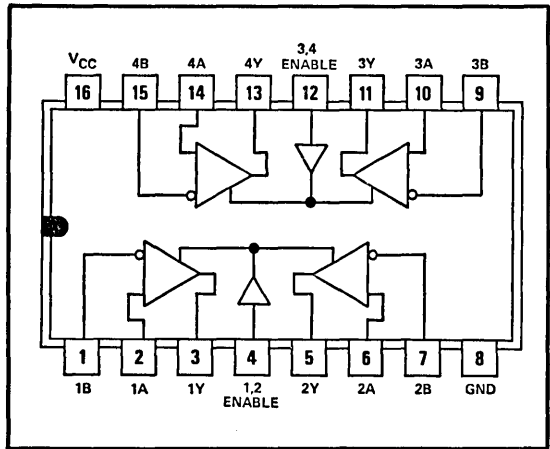 VCC 4B 4A 4Y 3,4 ENABLE 3Y 3A 3B
16 15 14 13 12 11 10 9
1 2 3 4 5 6 7 8
1B 1A 1Y 1,2 ENABLE 2Y 2A 2B GND